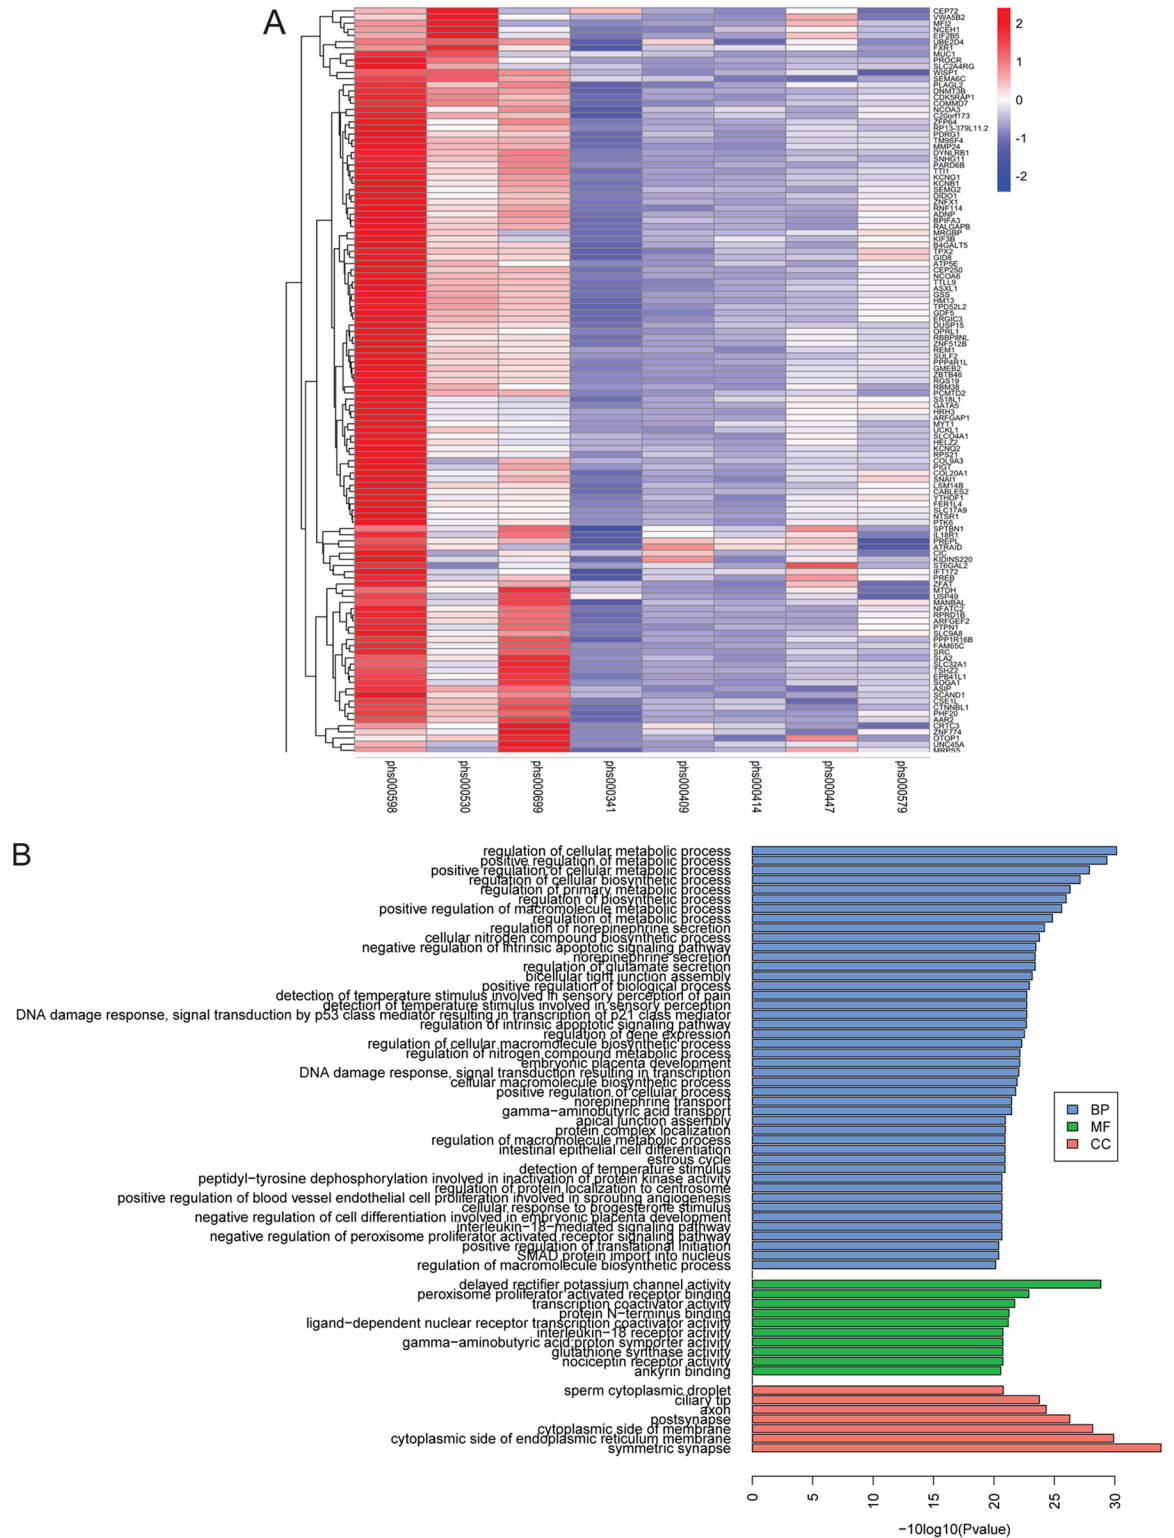 A
CEP72
VWA5B2
MFI2
NCEH1
EIF2B5
UBE2D4
FXR1
MUC1
PROCR
SLC2A4RG
WISP1
SEMA6C
PLAGL2
DNMT3B
CDK5RAP1
COMMD7
NCOA3
C20orf173
ZFP64
RP13-379L11.2
PDRG1
TM9SF4
MMP24
DYNLRB1
SNHG11
PARD6B
TTI1
KCNG1
KCNB1
SEMG2
DIDO1
ZNFX1
RNF114
ADNP
BPIFA3
RALGAPB
MRGBP
KIF3B
B4GALT5
TPX2
GID8
ATP5E
CEP250
NCOA6
TTLL9
ASXL1
GSS
HM13
TPD52L2
GDF5
ERGIC3
DUSP15
OPRL1
RBBP8NL
ZNF512B
REM1
SULF2
PPP4R1L
GMEB2
ZBTB46
RGS19
RBM38
PCMTD2
SS18L1
GATA5
HRH3
ARFGAP1
MYT1
UCKL1
SLCO4A1
HELZ2
KCNQ2
RPS21
COL9A3
PIGT
COL20A1
SNAI1
LSM14B
CABLES2
YTHDF1
FER1L4
SLC17A9
NTSR1
PTK6
SPTBN1
IL18R1
PREPL
ATRAID
CIC
KIDINS220
ST6GAL2
IFT172
PREB
ZFAT
MTDH
USP49
MANBAL
NFATC2
RPRD1B
ARFGEF2
PTPN1
SLC9A8
PPP1R16B
FAM65C
SRC
SLA2
SLC32A1
TSHZ2
EPB41L1
SOGA1
ASIP
SCAND1
CSE1L
CTNNBL1
PHF20
AAR2
CRTC3
ZNF774
OTOP1
UNC45A
MRPS5
2
1
0
-1
-2
phs000598
phs000530
phs000699
phs000341
phs000409
phs000414
phs000447
phs000579
B
regulation of cellular metabolic process
positive regulation of metabolic process
positive regulation of cellular metabolic process
regulation of cellular biosynthetic process
regulation of primary metabolic process
regulation of biosynthetic process
positive regulation of macromolecule metabolic process
regulation of metabolic process
regulation of norepinephrine secretion
cellular nitrogen compound biosynthetic process
negative regulation of intrinsic apoptotic signaling pathway
norepinephrine secretion
regulation of glutamate secretion
bicellular tight junction assembly
positive regulation of biological process
detection of temperature stimulus involved in sensory perception of pain
detection of temperature stimulus involved in sensory perception
DNA damage response, signal transduction by p53 class mediator resulting in transcription of p21 class mediator
regulation of intrinsic apoptotic signaling pathway
regulation of gene expression
regulation of cellular macromolecule biosynthetic process
regulation of nitrogen compound metabolic process
embryonic placenta development
DNA damage response, signal transduction resulting in transcription
cellular macromolecule biosynthetic process
positive regulation of cellular process
norepinephrine transport
gamma−aminobutyric acid transport
apical junction assembly
protein complex localization
regulation of macromolecule metabolic process
intestinal epithelial cell differentiation
estrous cycle
detection of temperature stimulus
peptidyl−tyrosine dephosphorylation involved in inactivation of protein kinase activity
regulation of protein localization to centrosome
positive regulation of blood vessel endothelial cell proliferation involved in sprouting angiogenesis
cellular response to progesterone stimulus
negative regulation of cell differentiation involved in embryonic placenta development
interleukin−18−mediated signaling pathway
negative regulation of peroxisome proliferator activated receptor signaling pathway
positive regulation of translational initiation
SMAD protein import into nucleus
regulation of macromolecule biosynthetic process
delayed rectifier potassium channel activity
peroxisome proliferator activated receptor binding
transcription coactivator activity
protein N−terminus binding
ligand−dependent nuclear receptor transcription coactivator activity
interleukin−18 receptor activity
gamma−aminobutyric acid:proton symporter activity
glutathione synthase activity
nociceptin receptor activity
ankyrin binding
sperm cytoplasmic droplet
ciliary tip
axon
postsynapse
cytoplasmic side of membrane
cytoplasmic side of endoplasmic reticulum membrane
symmetric synapse
BP
MF
CC
0
5
10
15
20
25
30
−10log10(Pvalue)